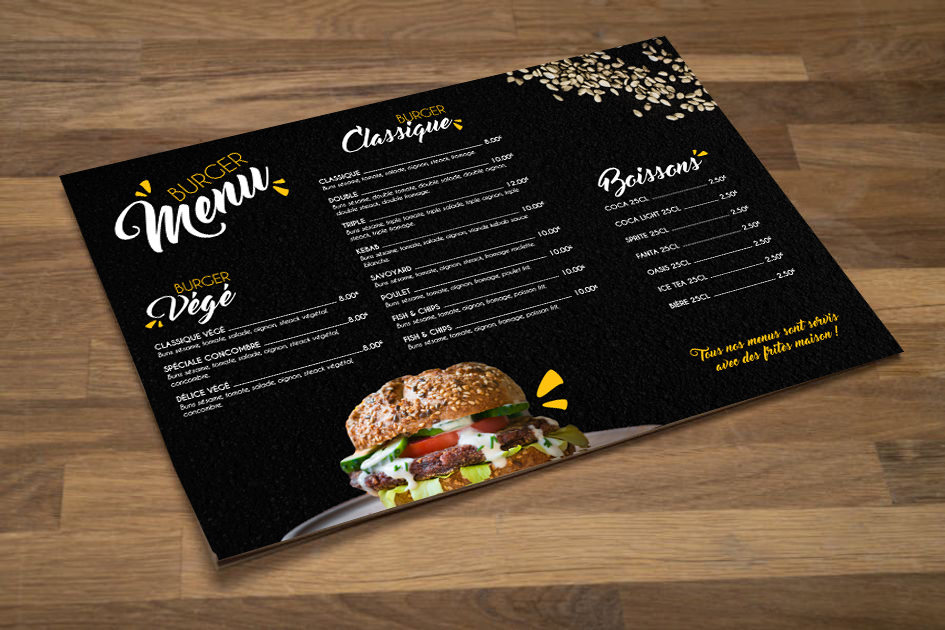 BURGER
Menu
BURGER
Végé
CLASSIQUE VÉGÉ 8.00€
Buns sésame, tomate, salade, oignon, steack végétal.
SPÉCIALE CONCOMBRE 8.00€
Buns sésame, tomate, salade, oignon, steack végétal,
concombre.
DÉLICE VÉGÉ 8.00€
Buns sésame, tomate, salade, oignon, steack végétal,
concombre.
BURGER
Classique
CLASSIQUE 8.00€
Buns sésame, tomate, salade, oignon, steack, fromage.
DOUBLE 10.00€
Buns sésame, double tomate, double salade, double oignon,
double steack, double fromage.
TRIPLE 12.00€
Buns sésame, triple tomate, triple salade, triple oignon, triple
steack, triple fromage.
KEBAB 10.00€
Buns sésame, tomate, salade, oignon, viande kebab sauce
blanche.
SAVOYARD 10.00€
Buns sésame, tomate, oignon, steack, fromage raclette.
POULET 10.00€
Buns sésame, tomate, oignon, fromage, poulet frit.
FISH & CHIPS 10.00€
Buns sésame, tomate, oignon, fromage, poisson frit.
FISH & CHIPS 10.00€
Buns sésame, tomate, oignon, fromage, poisson frit.
Boissons
COCA 25CL 2.50€
COCA LIGHT 25CL 2.50€
SPRITE 25CL 2.50€
FANTA 25CL 2.50€
OASIS 25CL 2.50€
ICE TEA 25CL 2.50€
BIÈRE 25CL 2.50€
Tous nos menus sont servis
avec des frites maison !